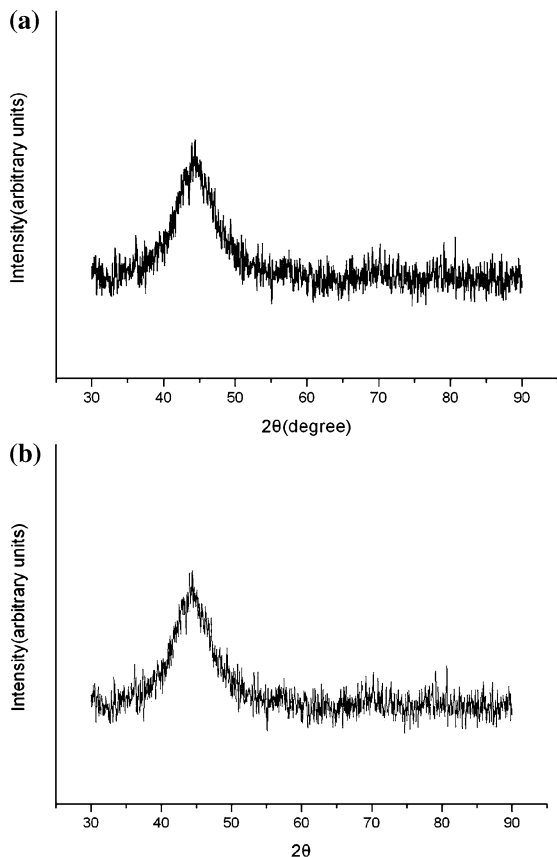 (a)
Intensity(arbitrary units)
30 40 50 60 70 80 90
2θ(degree)
(b)
Intensity(arbitrary units)
30 40 50 60 70 80 90
2θ